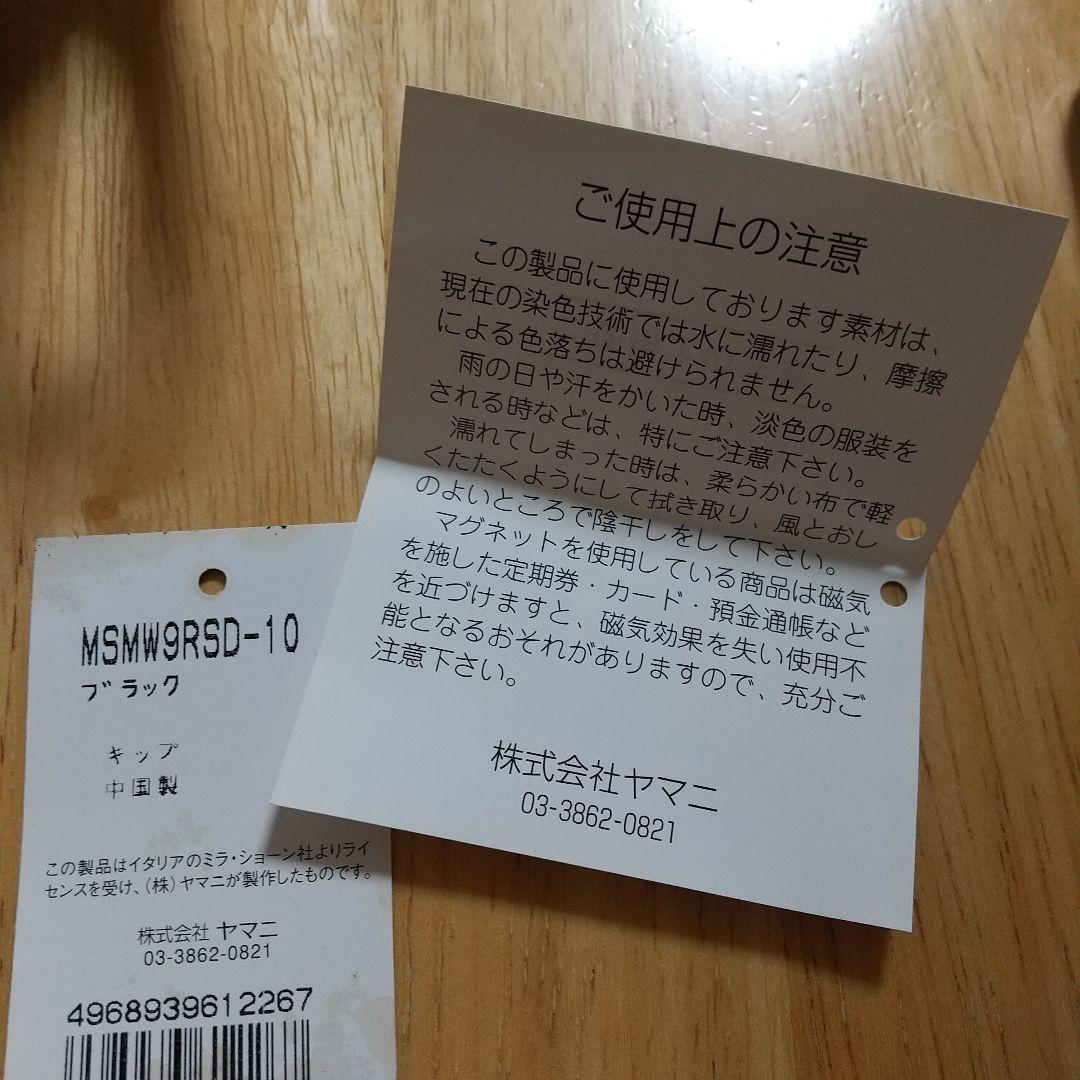 ご使用上の注意
この製品に使用しております素材は、
現在の染色技術では水に濡れたり、摩擦
による色落ちは避けられません。
雨の日や汗をかいた時、淡色の服装を
される時などは、特にご注意下さい。
濡れてしまった時は、柔らかい布で軽
くたたくようにして拭き取り、風とおし
のよいところで陰干しをして下さい。
マグネットを使用している商品は磁気
を施した定期券・カード・預金通帳など
を近づけますと、磁気効果を失い使用不
能となるおそれがありますので、充分ご
注意下さい。
株式会社ヤマニ
03-3862-0821
MSMW9RSD-10
ブラック
キップ
中国製
この製品はイタリアのミラ・ショーン社よりライ
センスを受け、(株)ヤマニが製作したものです。
株式会社 ヤマニ
03-3862-0821
4968939612267